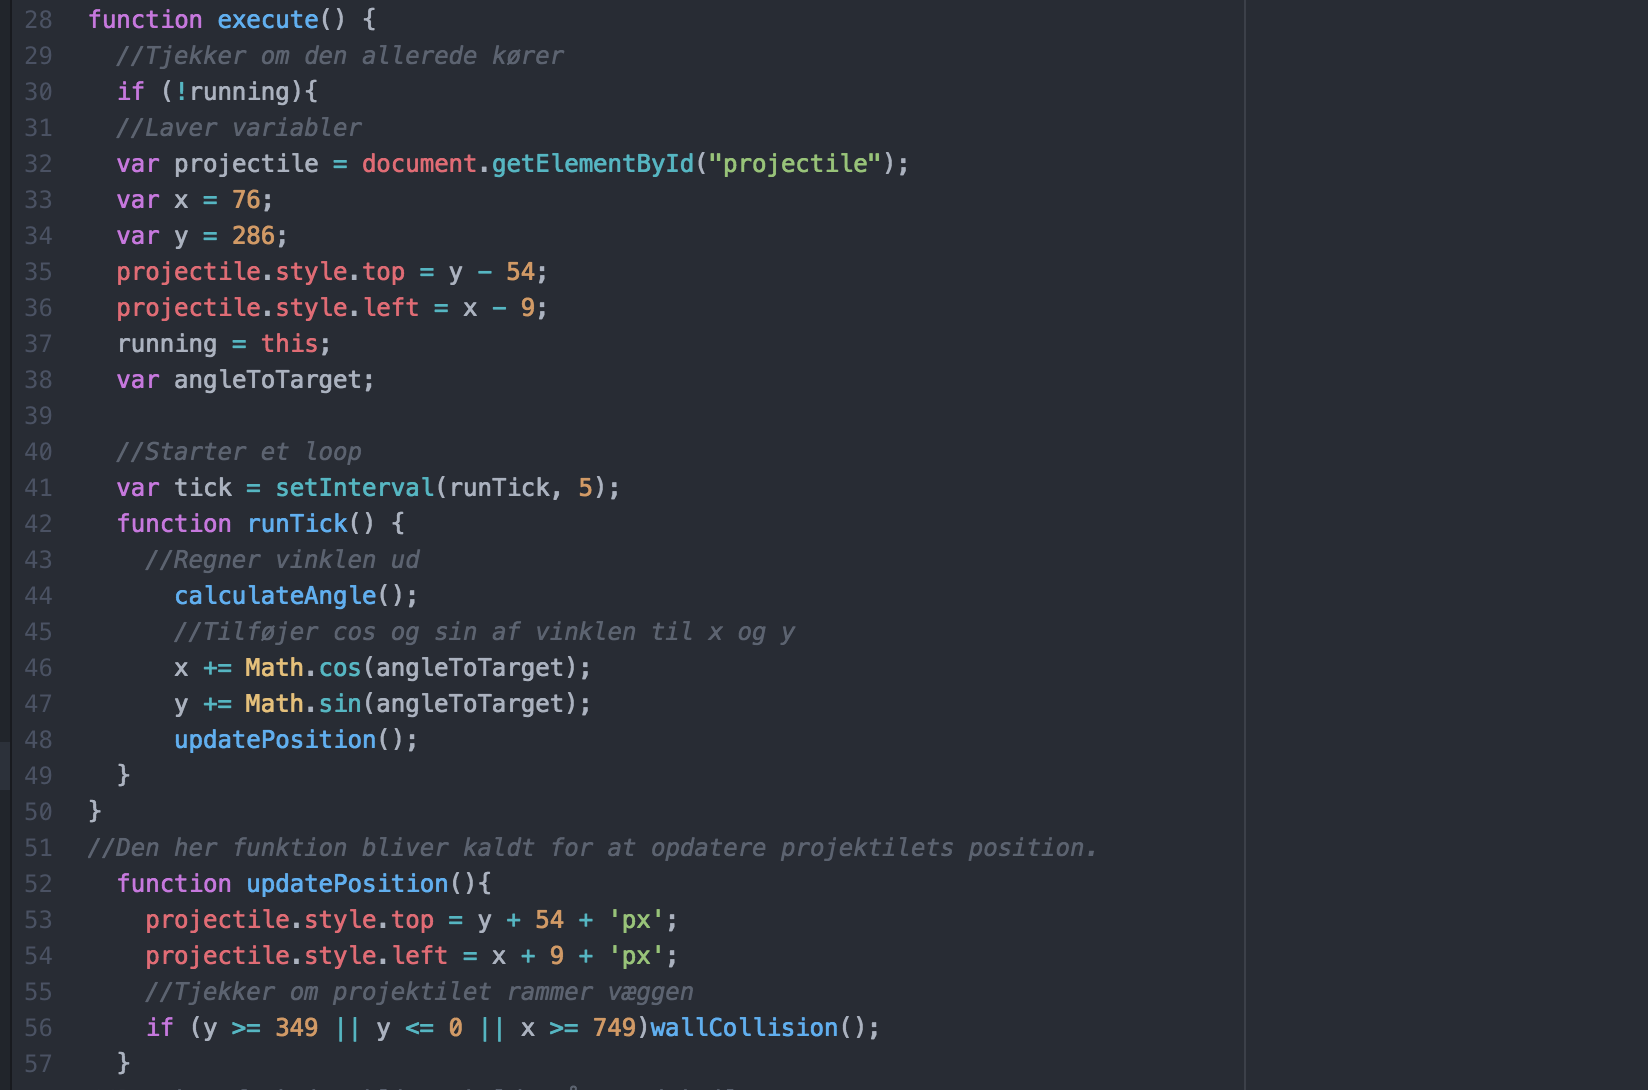 28 function execute() {
29 //Tjekker om den allerede kører
30 if (!running){
31 //Laver variabler
32 var projectile = document.getElementById("projectile");
33 var x = 76;
34 var y = 286;
35 projectile.style.top = y - 54;
36 projectile.style.left = x - 9;
37 running = this;
38 var angleToTarget;
39
40 //Starter et loop
41 var tick = setInterval(runTick, 5);
42 function runTick() {
43 //Regner vinklen ud
44 calculateAngle();
45 //Tilføjer cos og sin af vinklen til x og y
46 x += Math.cos(angleToTarget);
47 y += Math.sin(angleToTarget);
48 updatePosition();
49 }
50 }
51 //Den her funktion bliver kaldt for at opdatere projektilets position.
52 function updatePosition(){
53 projectile.style.top = y + 54 + 'px';
54 projectile.style.left = x + 9 + 'px';
55 //Tjekker om projektilet rammer væggen
56 if (y >= 349 || y <= 0 || x >= 749)wallCollision();
57 }